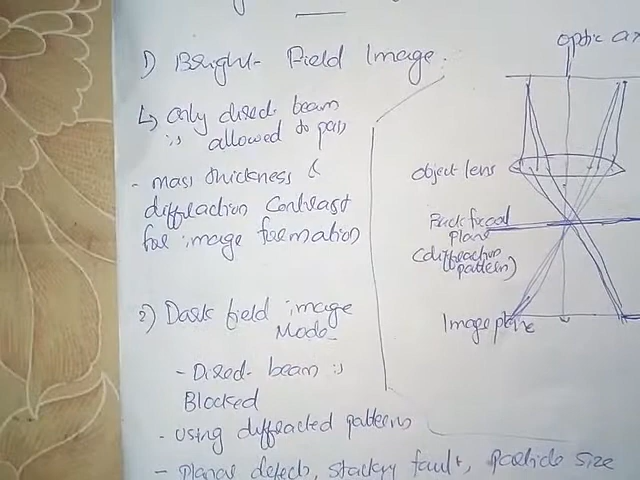 1) Bright- Field Image.
↳ only direct beam
is allowed to pass
- mass thickness &
diffraction Contrast
for image formation
2) Dark field image
Mode
- Direct- beam is
Blocked
- using diffracted patterns
- planar defects, stacking fault, particle size
optic ax
object lens
Back focal
plane
(diffraction
pattern)
Image plane